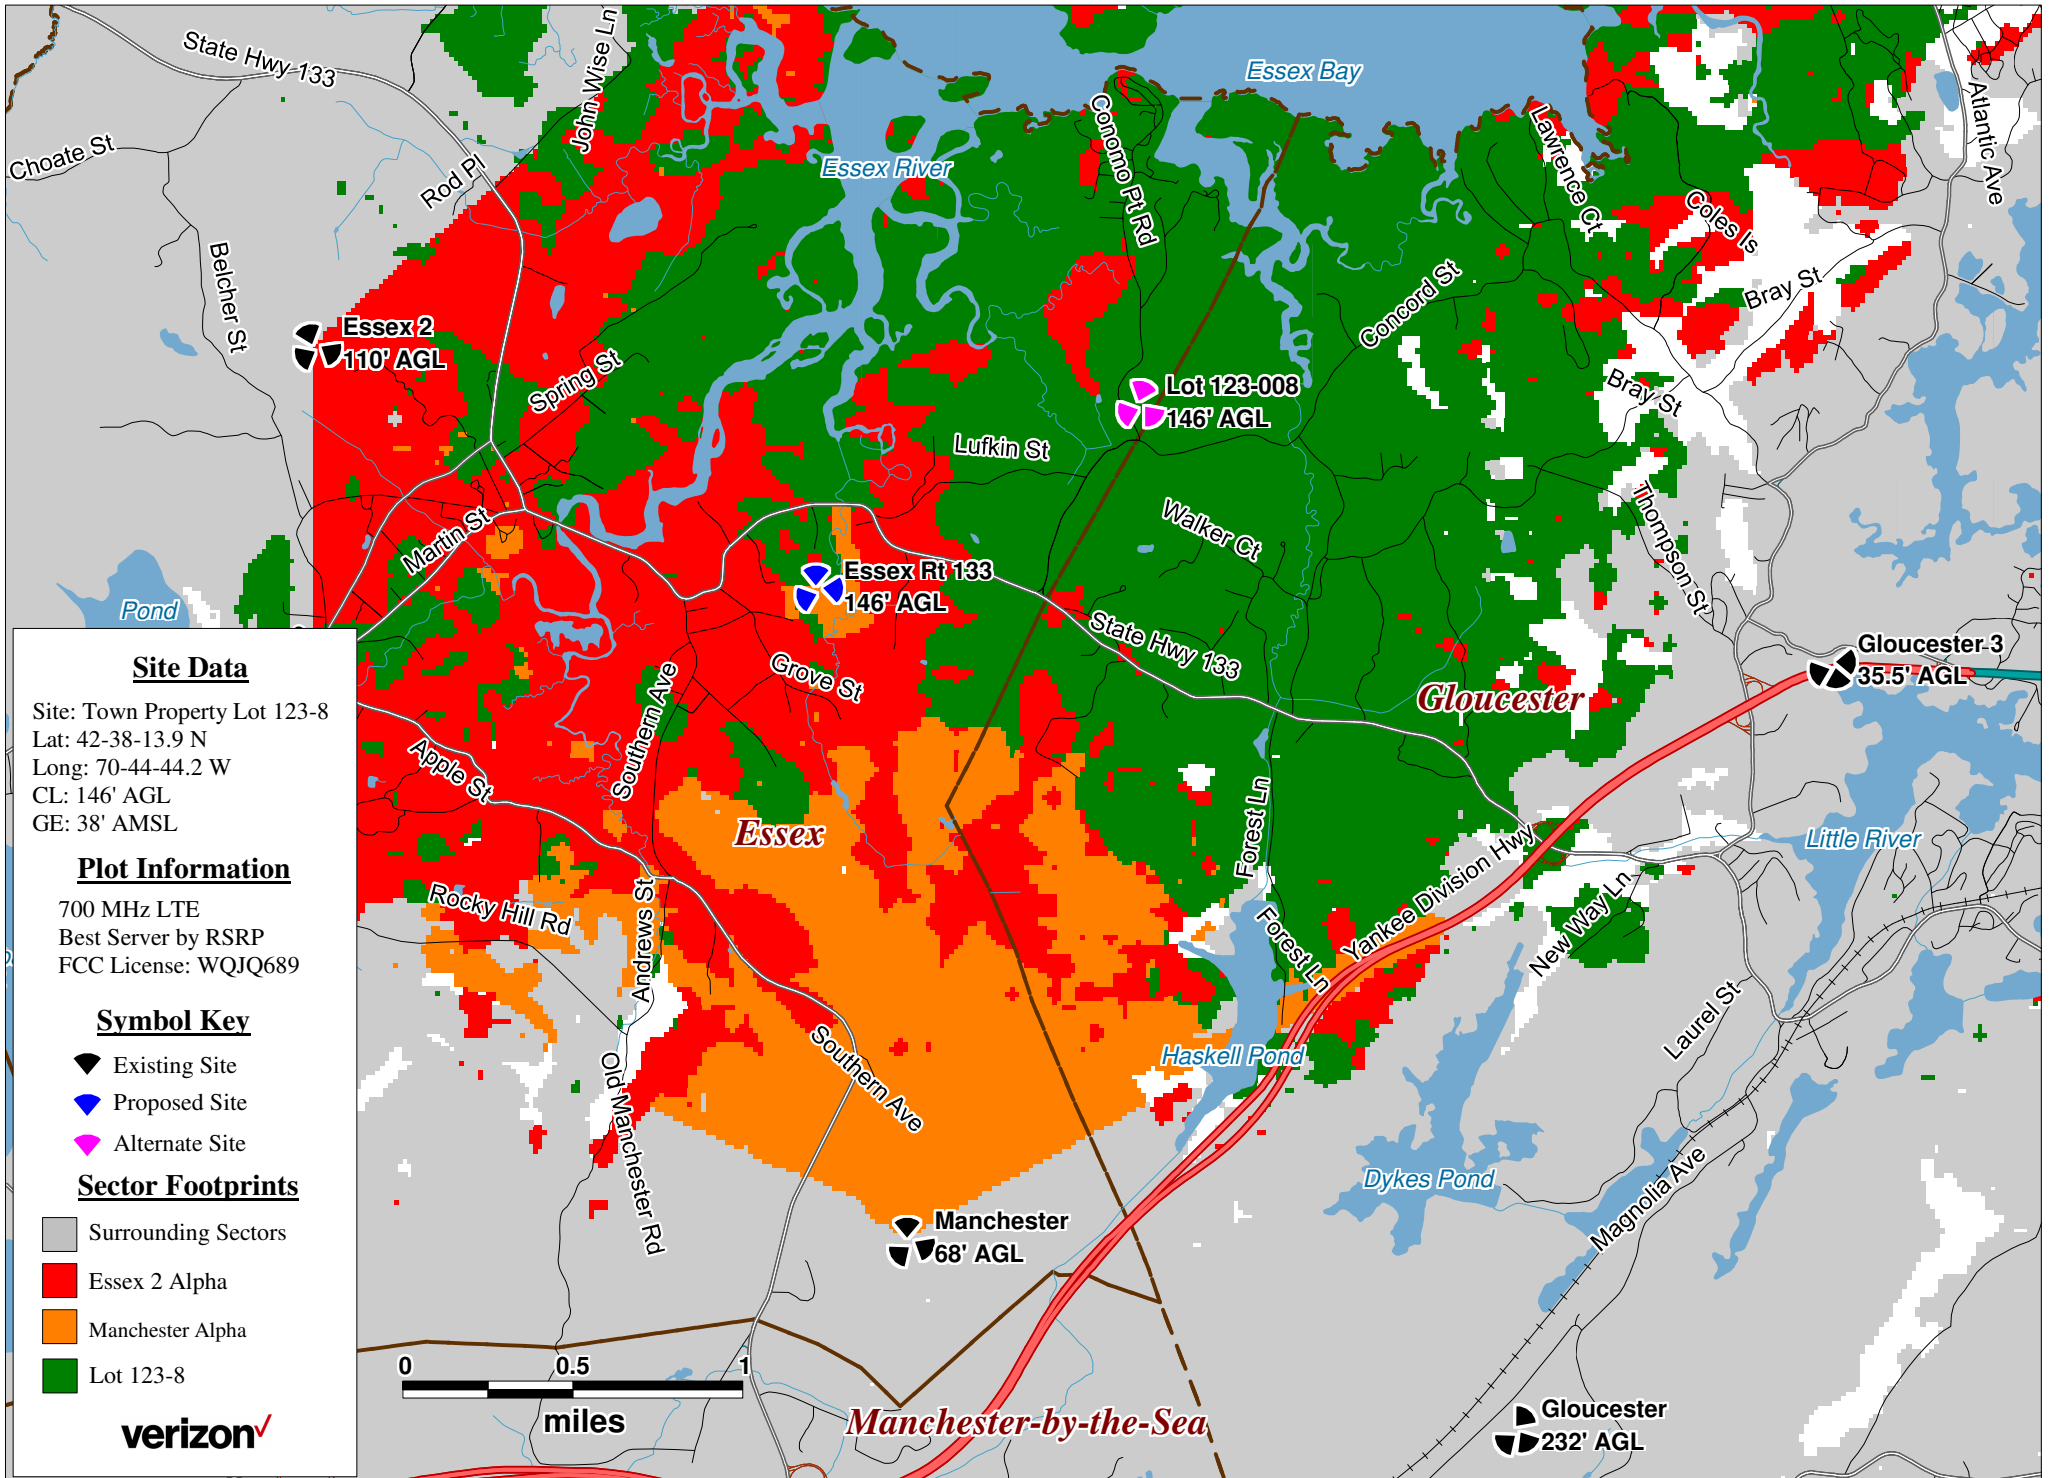 State Hwy 133
John Wise Ln
Essex Bay
Atlantic Ave
Choate St
Rod Pl
Essex River
Conomo Pt Rd
Lawrence Ct
Coles Is
Belcher St
Concord St
Bray St
Essex 2
110' AGL
Spring St
Lot 123-008
146' AGL
Bray St
Lufkin St
Martin St
Walker Ct
Thompson St
Essex Rt 133
146' AGL
Pond
State Hwy 133
Grove St
Southern Ave
Gloucester
Gloucester 3
35.5' AGL
Apple St
Essex
Forest Ln
Little River
Yankee Division Hwy
New Way Ln
Rocky Hill Rd
Andrews St
Forest Ln
Laurel St
Southern Ave
Haskell Pond
Old Manchester Rd
Dykes Pond
Magnolia Ave
Manchester
68' AGL
Manchester-by-the-Sea
Gloucester
232' AGL
Site Data
Site: Town Property Lot 123-8
Lat: 42-38-13.9 N
Long: 70-44-44.2 W
CL: 146' AGL
GE: 38' AMSL
Plot Information
700 MHz LTE
Best Server by RSRP
FCC License: WQJQ689
Symbol Key
Existing Site
Proposed Site
Alternate Site
Sector Footprints
Surrounding Sectors
Essex 2 Alpha
Manchester Alpha
Lot 123-8
verizon
0 0.5 1
miles